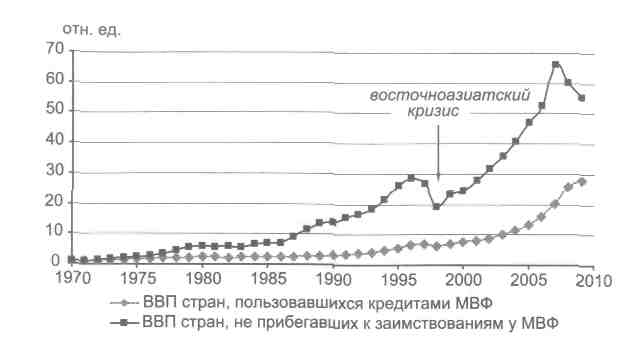 отн. ед.
70
60
50
40
30
20
10
0
восточноазиатский
кризис
1970 1975 1980 1985 1990 1995 2000 2005 2010
ВВП стран, пользовавшихся кредитами МВФ
ВВП стран, не прибегавших к заимствованиям у МВФ